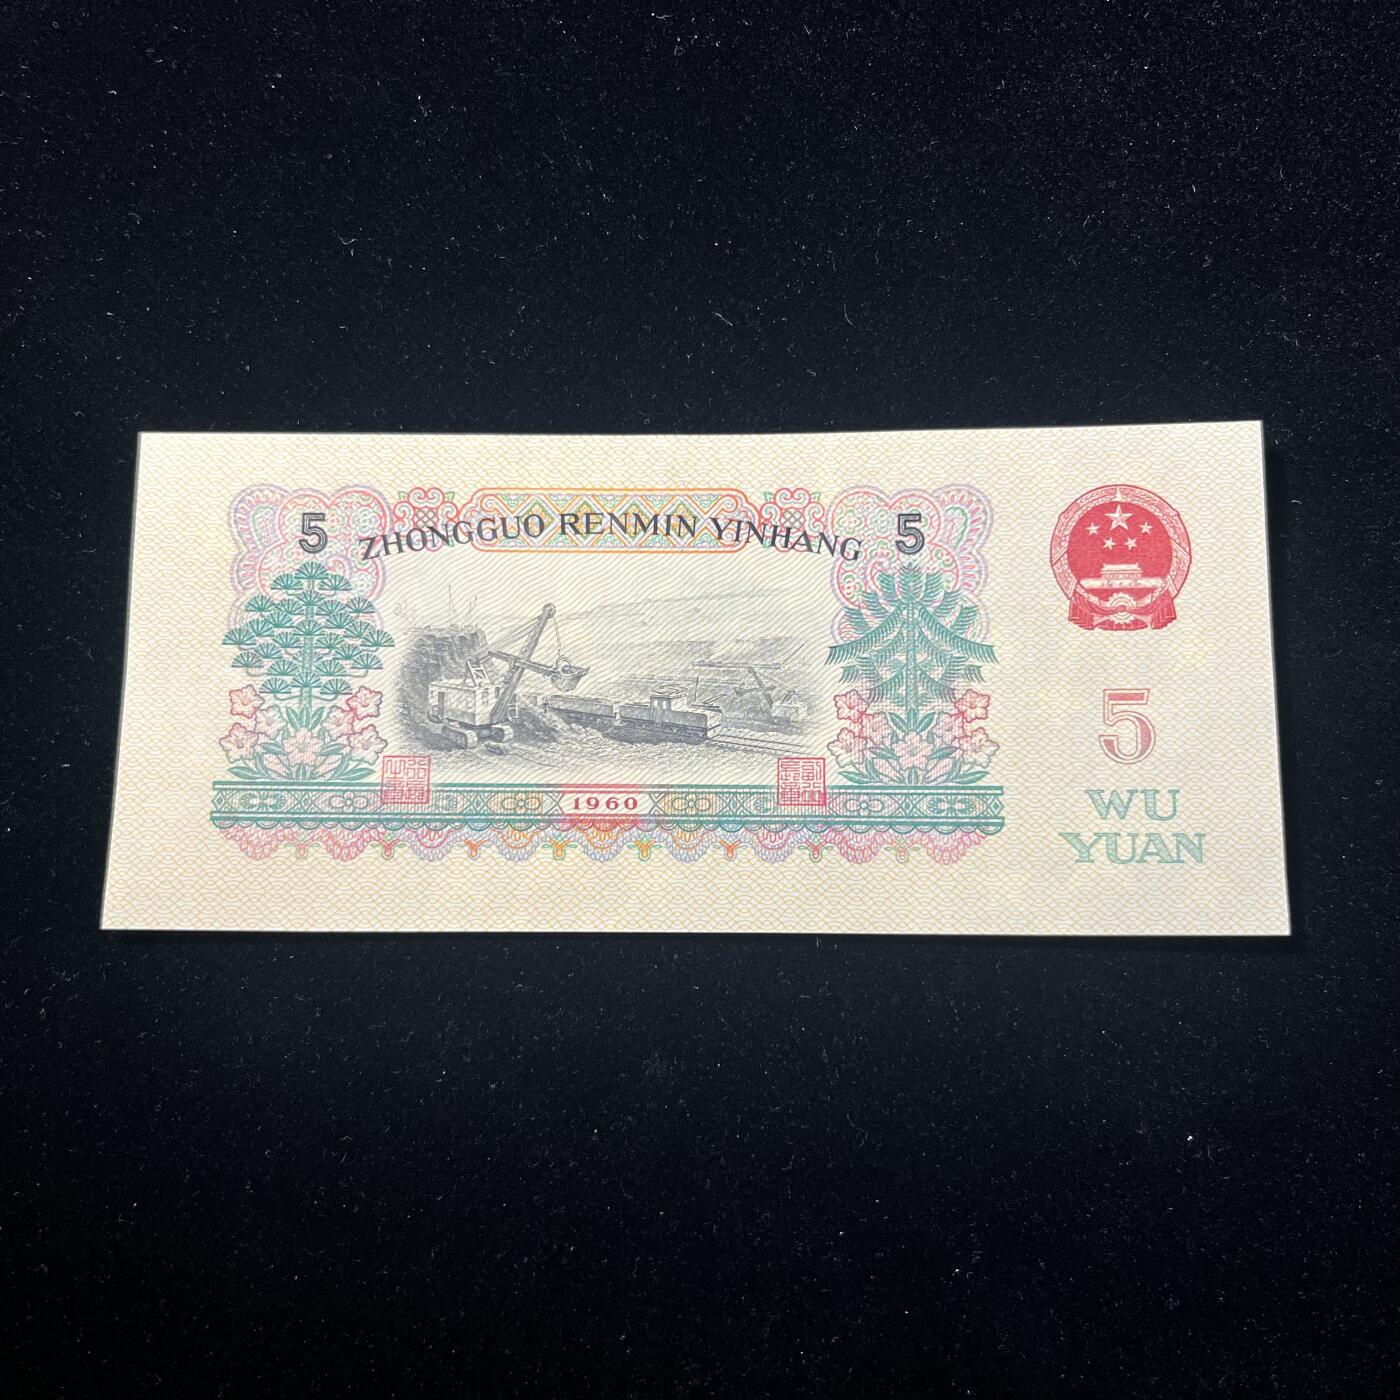 5 ZHONGGUO RENMIN YINHANG 5
1960
5
WU
YUAN